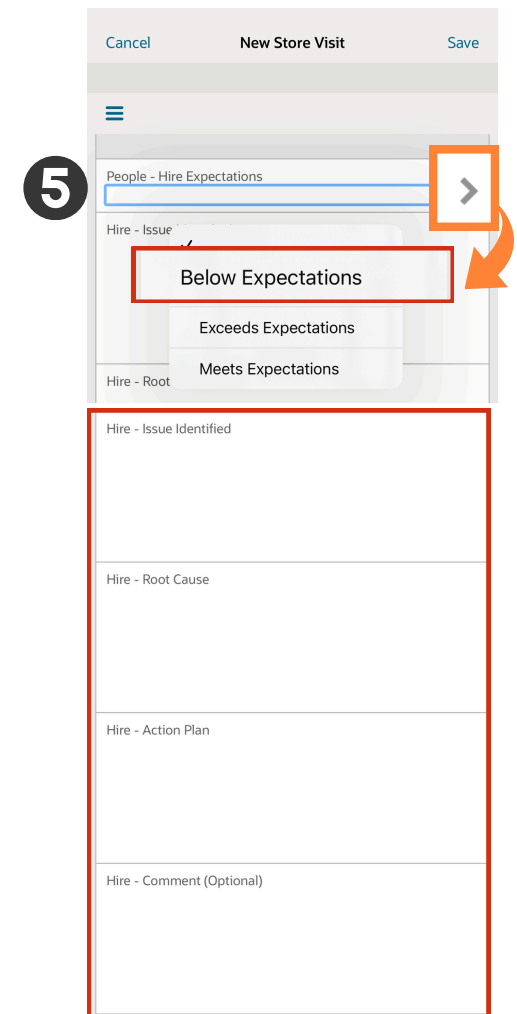 Cancel New Store Visit Save
5
People - Hire Expectations
Hire - Issue
Below Expectations
Exceeds Expectations
Meets Expectations
Hire - Root
Hire - Issue Identified
Hire - Root Cause
Hire - Action Plan
Hire - Comment (Optional)